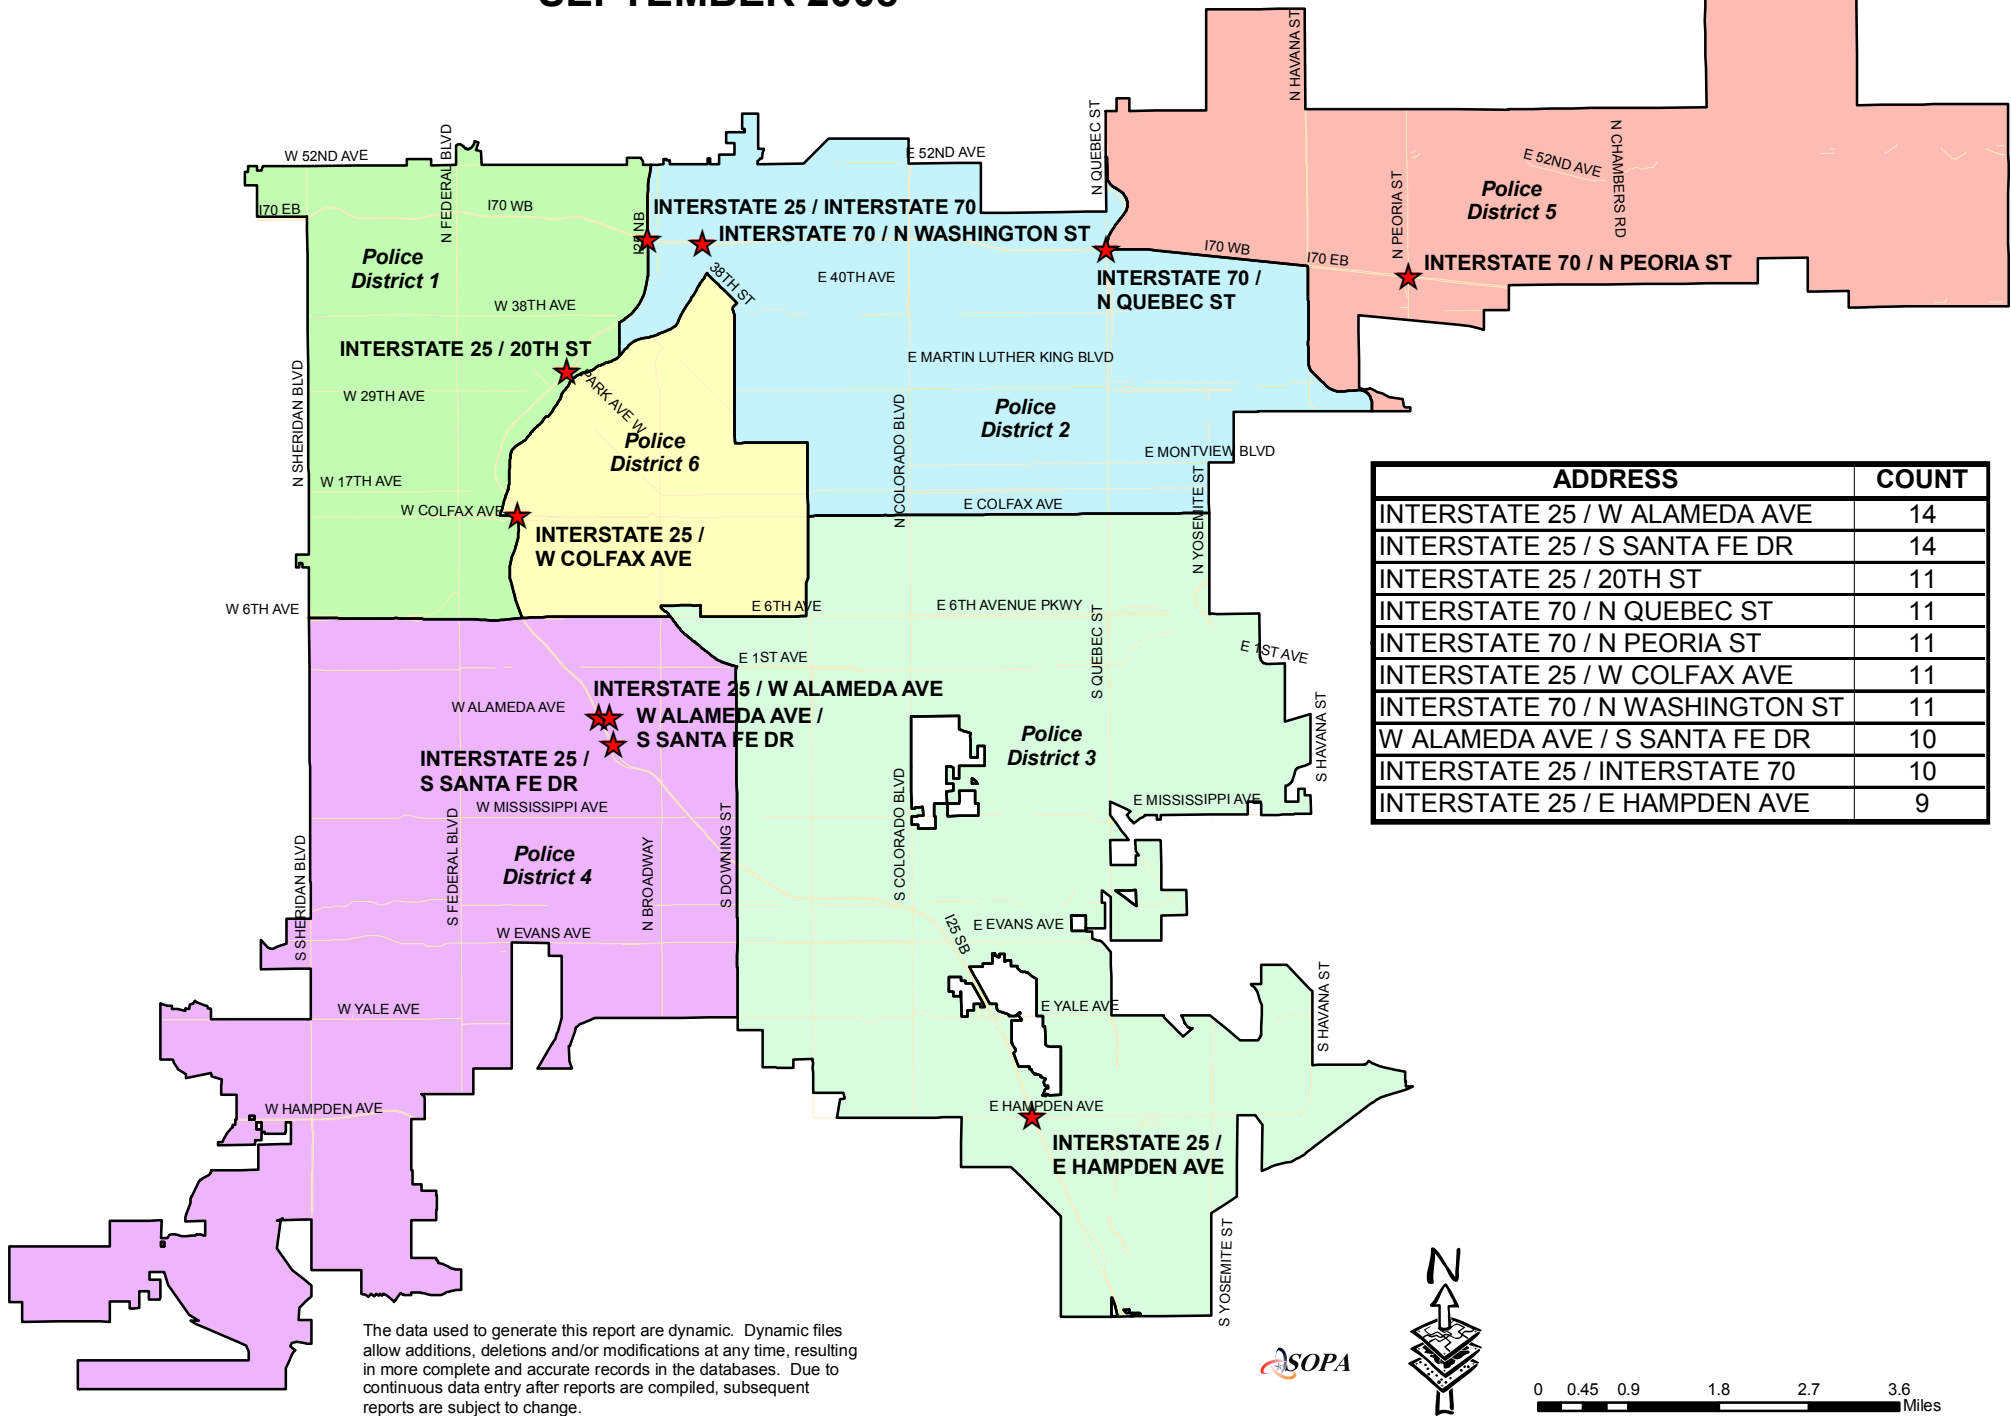 W 52ND AVE
N FEDERAL BLVD
E 52ND AVE
N QUEBEC ST
N HAVANA ST
N CHAMBERS RD
E 52ND AVE
N PEORIA ST
Police
District 5
I70 EB
I70 WB
I25 NB
INTERSTATE 25 / INTERSTATE 70
INTERSTATE 70 / N WASHINGTON ST
I70 WB
I70 EB
INTERSTATE 70 / N PEORIA ST
Police
District 1
38TH ST
E 40TH AVE
INTERSTATE 70 /
N QUEBEC ST
W 38TH AVE
INTERSTATE 25 / 20TH ST
E MARTIN LUTHER KING BLVD
N SHERIDAN BLVD
W 29TH AVE
PARK AVE W
Police
District 6
N COLORADO BLVD
Police
District 2
E MONTVIEW BLVD
W 17TH AVE
W COLFAX AVE
E COLFAX AVE
N YOSEMITE ST
INTERSTATE 25 /
W COLFAX AVE
ADDRESS COUNT
INTERSTATE 25 / W ALAMEDA AVE 14
INTERSTATE 25 / S SANTA FE DR 14
INTERSTATE 25 / 20TH ST 11
INTERSTATE 70 / N QUEBEC ST 11
INTERSTATE 70 / N PEORIA ST 11
INTERSTATE 25 / W COLFAX AVE 11
INTERSTATE 70 / N WASHINGTON ST 11
W ALAMEDA AVE / S SANTA FE DR 10
INTERSTATE 25 / INTERSTATE 70 10
INTERSTATE 25 / E HAMPDEN AVE 9
W 6TH AVE
E 6TH AVE
E 6TH AVENUE PKWY
S QUEBEC ST
E 1ST AVE
E 1ST AVE
INTERSTATE 25 / W ALAMEDA AVE
W ALAMEDA AVE
W ALAMEDA AVE /
S SANTA FE DR
S HAVANA ST
Police
District 3
INTERSTATE 25 /
S SANTA FE DR
W MISSISSIPPI AVE
E MISSISSIPPI AVE
S SHERIDAN BLVD
S FEDERAL BLVD
Police
District 4
N BROADWAY
S DOWNING ST
S COLORADO BLVD
W EVANS AVE
I25 SB
E EVANS AVE
W YALE AVE
E YALE AVE
S HAVANA ST
W HAMPDEN AVE
E HAMPDEN AVE
INTERSTATE 25 /
E HAMPDEN AVE
S YOSEMITE ST
The data used to generate this report are dynamic. Dynamic files
allow additions, deletions and/or modifications at any time, resulting
in more complete and accurate records in the databases. Due to
continuous data entry after reports are compiled, subsequent
reports are subject to change.
SOPA
N
0 0.45 0.9 1.8 2.7 3.6
Miles